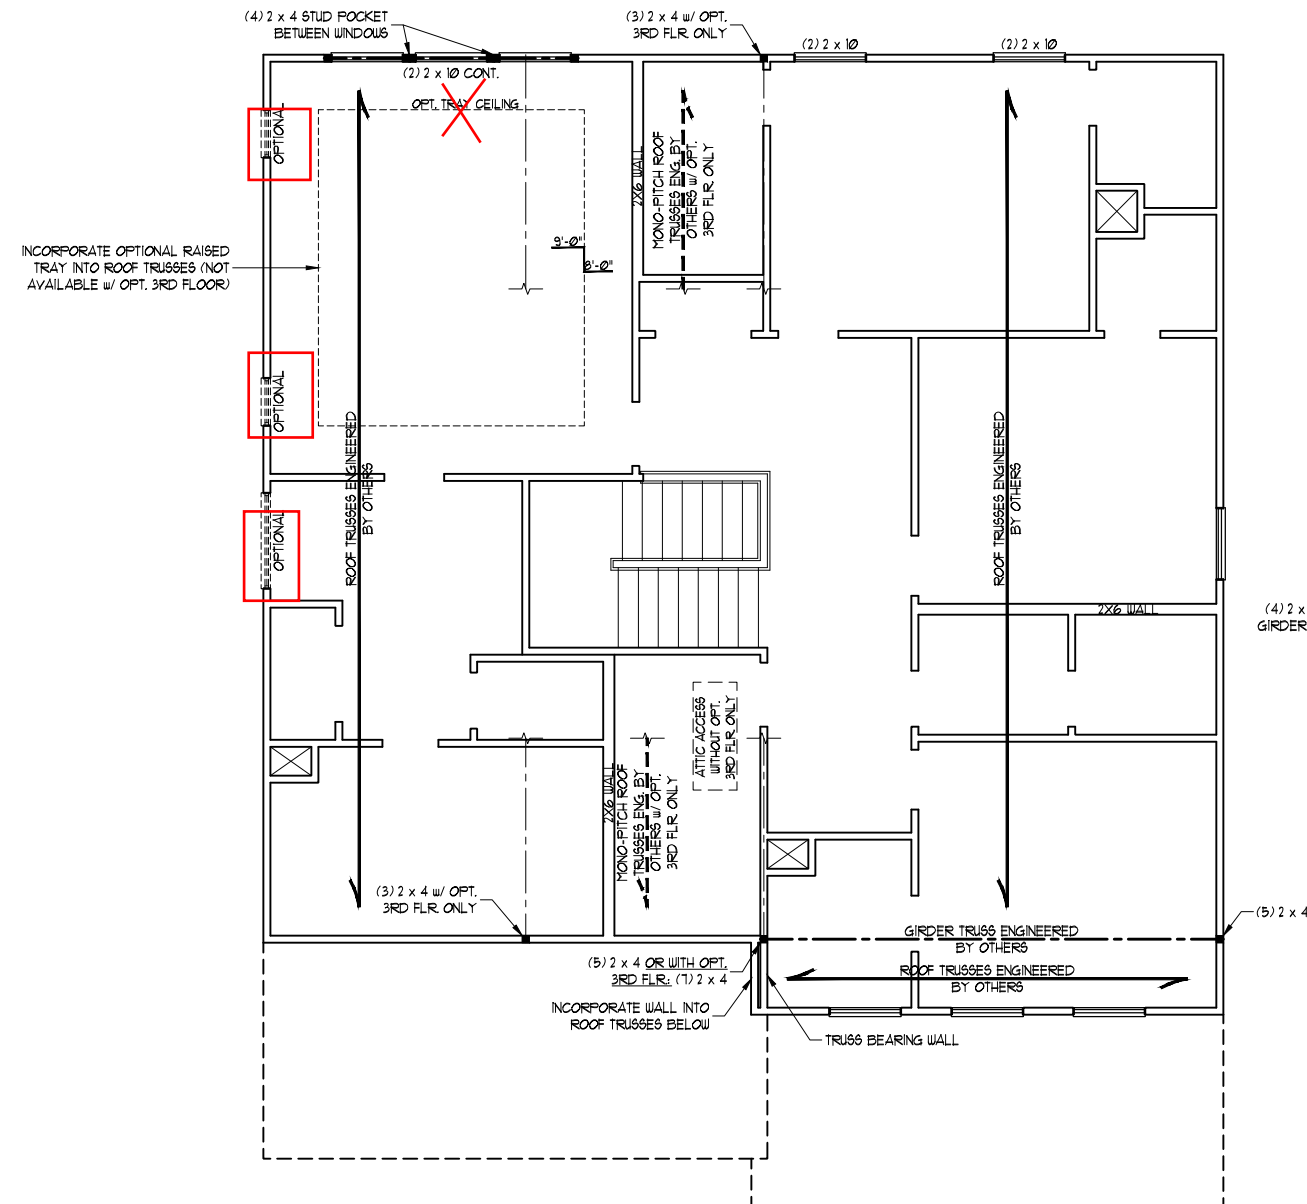 (4) 2 x 4 STUD POCKET
BETWEEN WINDOWS
(3) 2 x 4 w/ OPT.
3RD FLR ONLY
(2) 2 x 10
(2) 2 x 10
(2) 2 x 10 CONT.
OPT. TRAY CEILING
OPTIONAL
2X6 WALL
MONO-PITCH ROOF
TRUSSES ENG. BY
OTHERS w/ OPT.
3RD FLR. ONLY
INCORPORATE OPTIONAL RAISED
TRAY INTO ROOF TRUSSES (NOT
AVAILABLE w/ OPT. 3RD FLOOR)
9'-0"
8'-0"
OPTIONAL
ROOF TRUSSES ENGINEERED
BY OTHERS
ROOF TRUSSES ENGINEERED
BY OTHERS
OPTIONAL
2X6 WALL
(4) 2 x
GIRDER
ATTIC ACCESS
WITHOUT OPT.
3RD FLR ONLY
2X6 WALL
MONO-PITCH ROOF
TRUSSES ENG. BY
OTHERS w/ OPT.
3RD FLR ONLY
(3) 2 x 4 w/ OPT.
3RD FLR. ONLY
(5) 2 x 4
GIRDER TRUSS ENGINEERED
BY OTHERS
(5) 2 x 4 OR WITH OPT.
3RD FLR: (7) 2 x 4
ROOF TRUSSES ENGINEERED
BY OTHERS
INCORPORATE WALL INTO
ROOF TRUSSES BELOW
TRUSS BEARING WALL